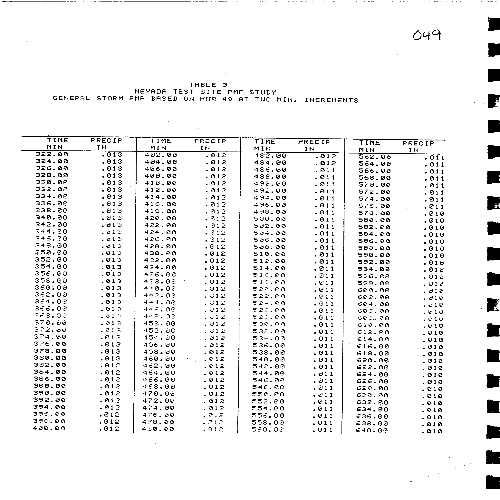 049
TABLE 3
NEVADA TEST SITE PMF STUDY
GENERAL STORM PMP BASED ON HMR 49 AT TWO MIN. INCREMENTS
TIME PRECIP TIME PRECIP TIME PRECIP TIME PRECIP
MIN IN MIN IN MIN IN MIN IN
322.00 .013 402.00 .012 482.00 .012 562.00 .011
324.00 .013 404.00 .012 484.00 .012 564.00 .011
326.00 .013 406.00 .012 486.00 .011 566.00 .011
328.00 .013 408.00 .012 488.00 .011 568.00 .011
330.00 .013 410.00 .012 490.00 .011 570.00 .011
332.00 .013 412.00 .012 492.00 .011 572.00 .011
334.00 .013 414.00 .012 494.00 .011 574.00 .011
336.00 .013 416.00 .012 496.00 .011 576.00 .011
338.00 .013 418.00 .012 498.00 .011 578.00 .010
340.00 .013 420.00 .012 500.00 .011 580.00 .010
342.00 .013 422.00 .012 502.00 .011 582.00 .010
344.00 .013 424.00 .012 504.00 .011 584.00 .010
346.00 .013 426.00 .012 506.00 .011 586.00 .010
348.00 .013 428.00 .012 508.00 .011 588.00 .010
350.00 .013 430.00 .012 510.00 .011 590.00 .010
352.00 .013 432.00 .012 512.00 .011 592.00 .010
354.00 .013 434.00 .012 514.00 .011 594.00 .010
356.00 .013 436.00 .012 516.00 .011 596.00 .010
358.00 .013 438.00 .012 .011 598.00 .010
360.00 .013 440.00 .012 520.00 .011 600.00 .010
362.00 .013 442.00 .012 522.00 .011 602.00 .010
364.00 .013 444.00 .012 524.00 .011 604.00 .010
366.00 .013 .012 526.00 .011 .010
.012 528.00 .011 .010
370.00 .013 450.00 .012 530.00 .011 610.00 .010
372.00 .013 452.00 .012 532.00 .011 612.00 .010
374.00 .013 454.00 .012 534.00 .011 614.00 .010
376.00 .013 456.00 .012 536.00 .011 616.00 .010
378.00 .013 458.00 .012 538.00 .011 618.00 .010
380.00 .013 460.00 .012 540.00 .011 620.00 .010
382.00 .012 462.00 .012 542.00 .011 622.00 .010
384.00 .012 464.00 .012 544.00 .011 624.00 .010
386.00 .012 466.00 .012 546.00 .011 626.00 .010
388.00 468.00 .012 548.00 .011 628.00 .010
390.00 .012 470.00 .012 550.00 .011 630.00 .010
392.00 472.00 .012 552.00 .011 632.00 .010
394.00 474.00 .012 554.00 .011 634.00 .010
396.00 .012 476.00 .012 556.00 .011 636.00 .010
398.00 .012 478.00 .012 558.00 .011 638.00 .010
400.00 .012 480.00 .012 560.00 .011 640.00 .010